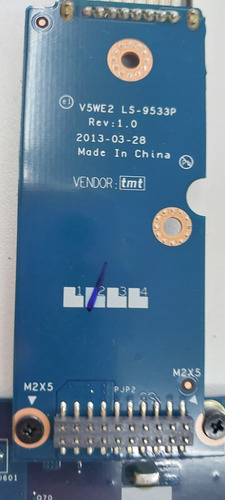 V5WE2 LS-9533P
Rev:1.0
2013-03-28
Made In China
VENDOR: tmt
1 2 3 4
M2X5
M2X5
PJP2